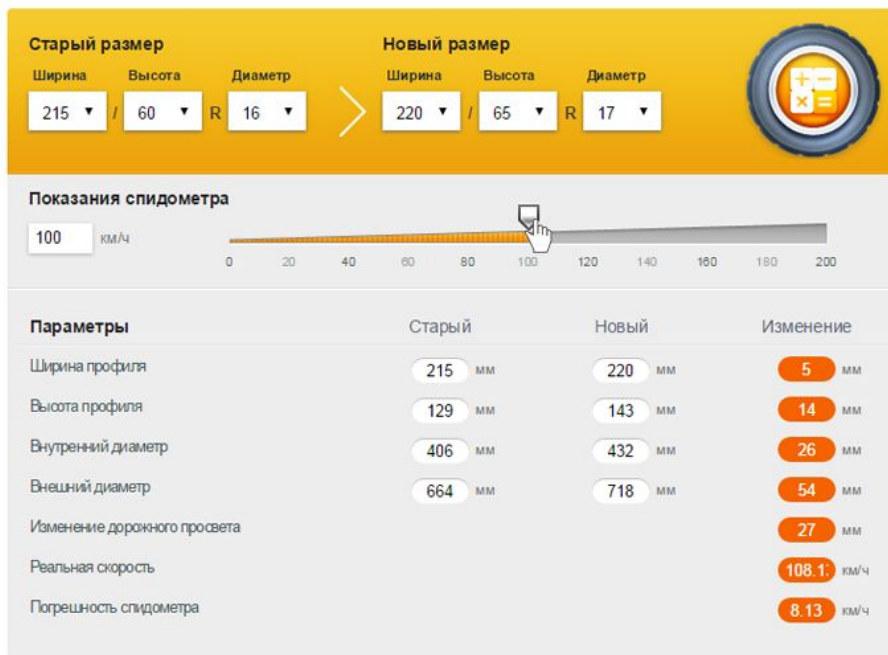 Старый размер Новый размер
Ширина Высота Диаметр Ширина Высота Диаметр
215 ▼ / 60 ▼ R 16 ▼ 220 ▼ / 65 ▼ R 17 ▼
+ − × =
Показания спидометра
100 км/ч
0 20 40 60 80 100 120 140 160 180 200
Параметры Старый Новый Изменение
Ширина профиля 215 мм 220 мм 5 мм
Высота профиля 129 мм 143 мм 14 мм
Внутренний диаметр 406 мм 432 мм 26 мм
Внешний диаметр 664 мм 718 мм 54 мм
Изменение дорожного просвета 27 мм
Реальная скорость 108.1 км/ч
Погрешность спидометра 8.13 км/ч